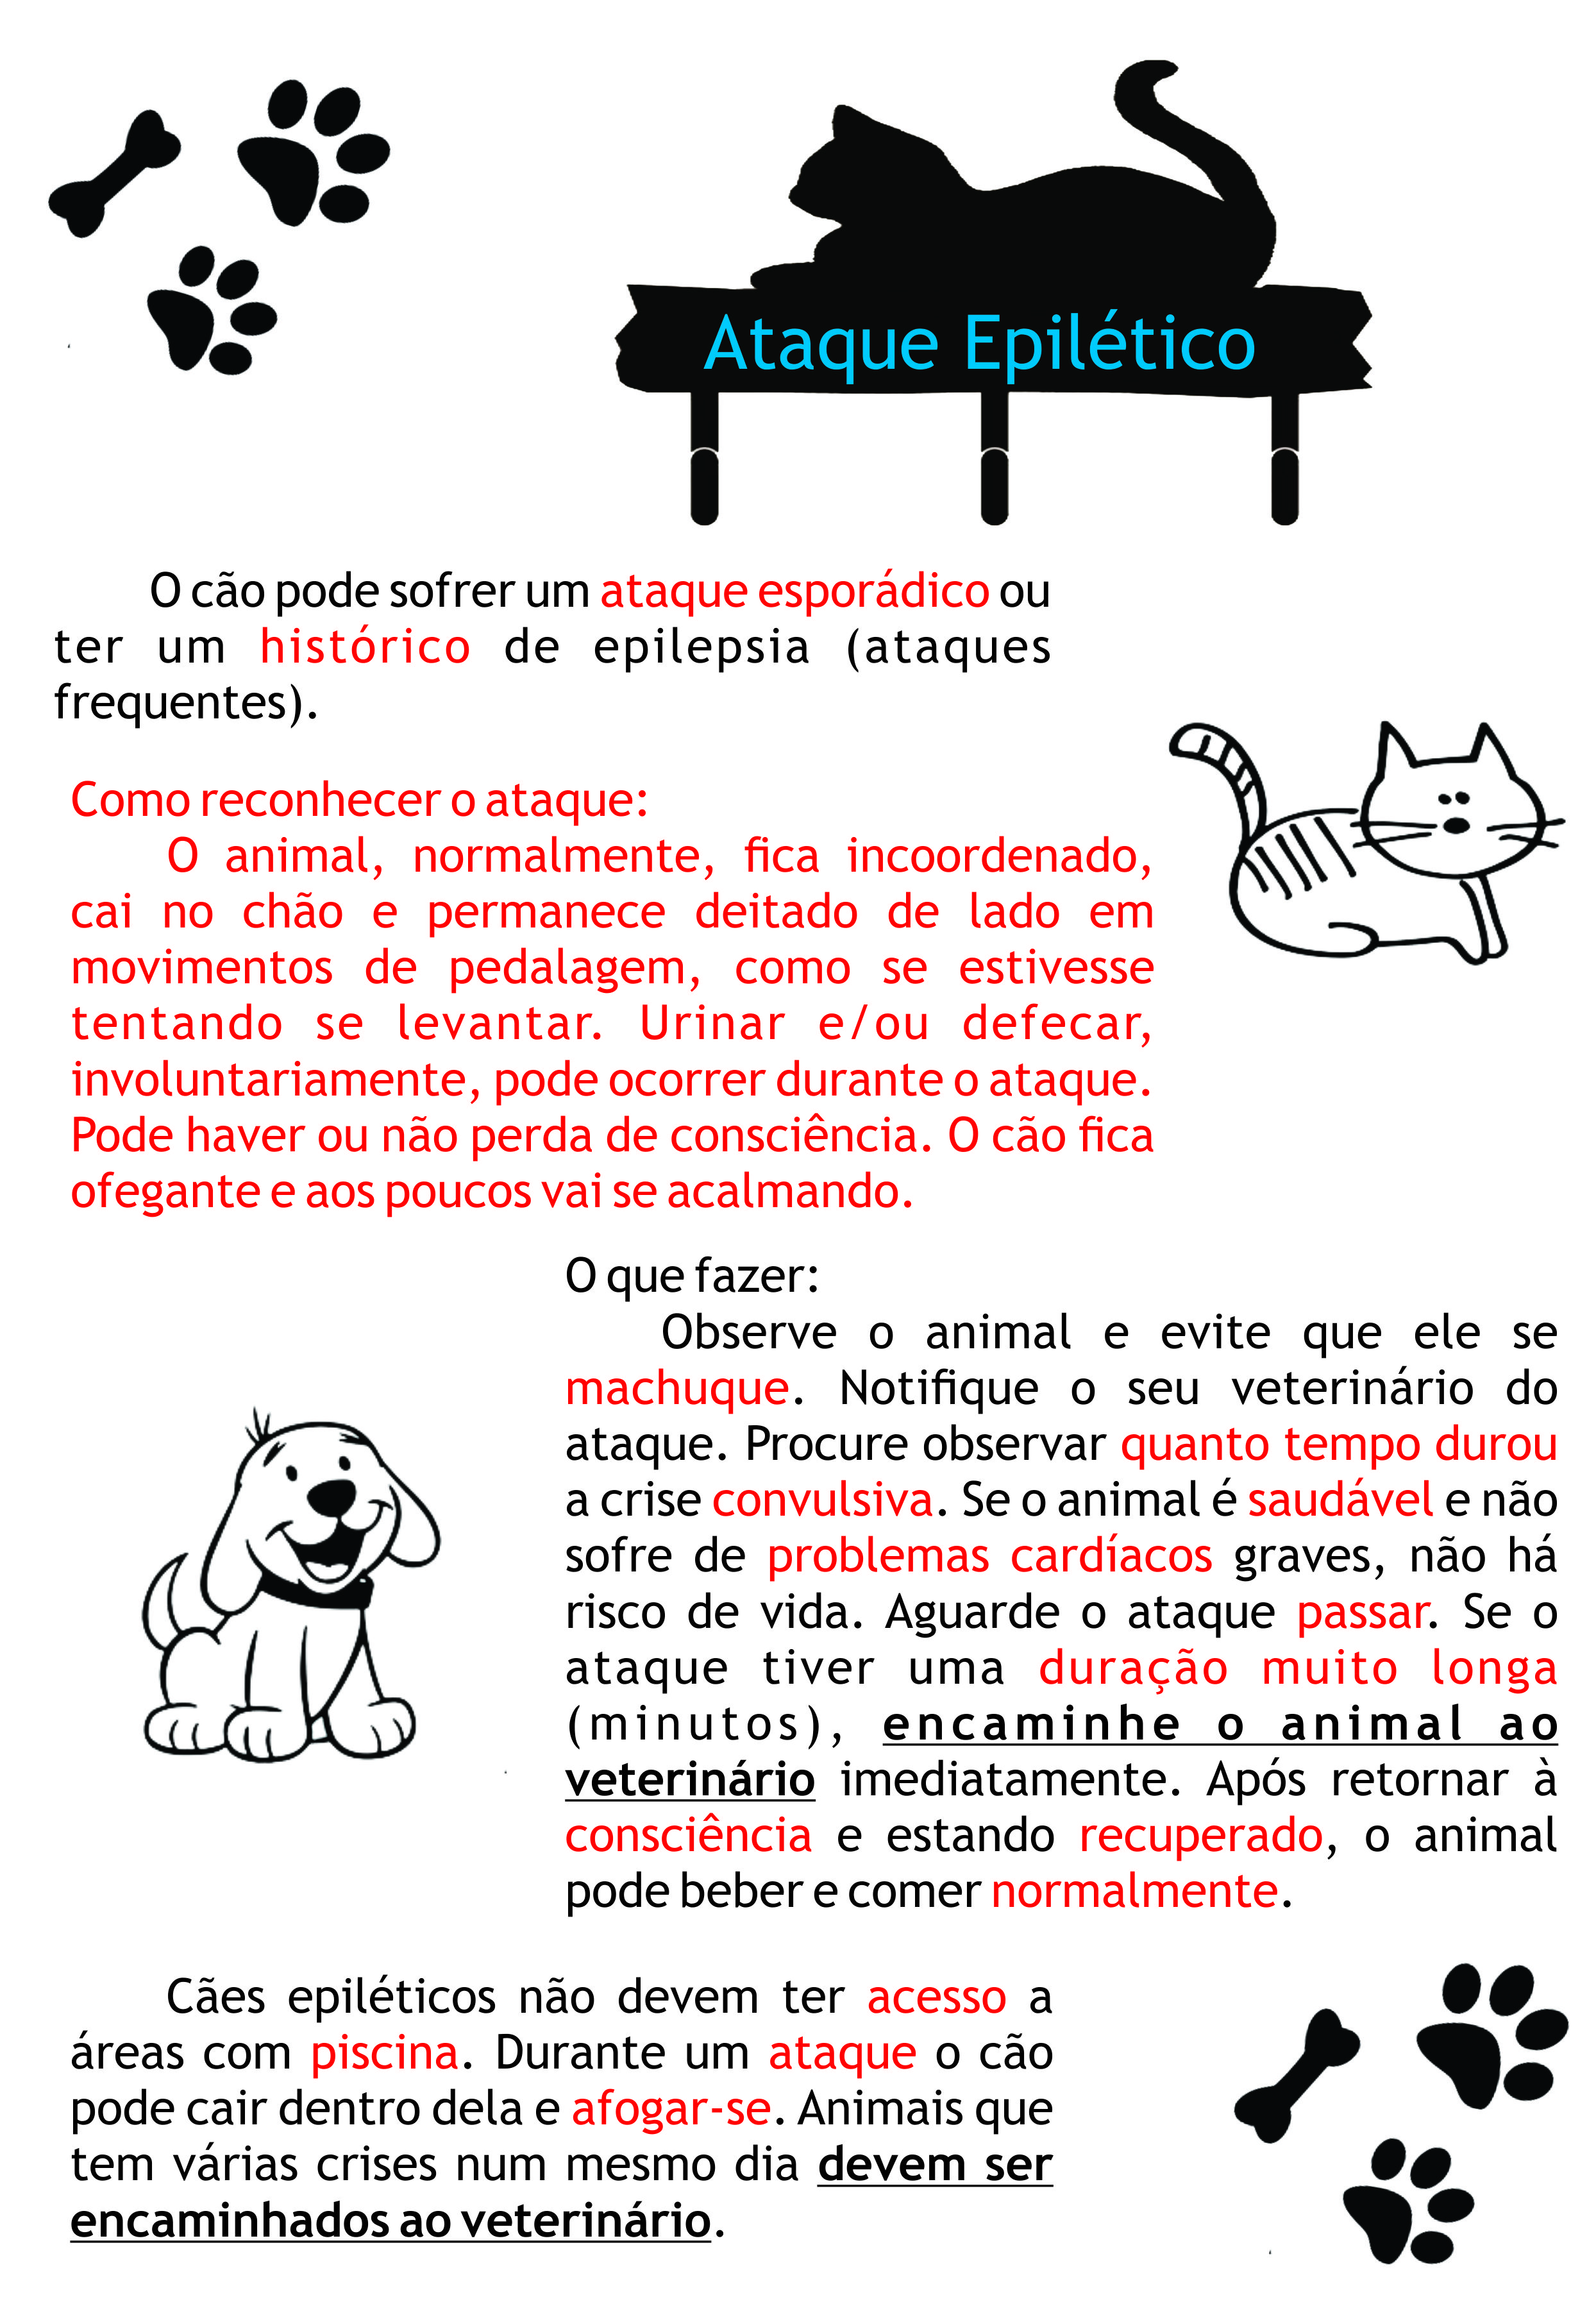 Ataque Epilético
O cão pode sofrer um ataque esporádico ou
ter um histórico de epilepsia (ataques
frequentes).
Como reconhecer o ataque:
O animal, normalmente, fica incoordenado,
cai no chão e permanece deitado de lado em
movimentos de pedalagem, como se estivesse
tentando se levantar. Urinar e/ou defecar,
involuntariamente, pode ocorrer durante o ataque.
Pode haver ou não perda de consciência. O cão fica
ofegante e aos poucos vai se acalmando.
O que fazer:
Observe o animal e evite que ele se
machuque. Notifique o seu veterinário do
ataque. Procure observar quanto tempo durou
a crise convulsiva. Se o animal é saudável e não
sofre de problemas cardíacos graves, não há
risco de vida. Aguarde o ataque passar. Se o
ataque tiver uma duração muito longa
(minutos), encaminhe o animal ao
veterinário imediatamente. Após retornar à
consciência e estando recuperado, o animal
pode beber e comer normalmente.
Cães epiléticos não devem ter acesso a
áreas com piscina. Durante um ataque o cão
pode cair dentro dela e afogar-se. Animais que
tem várias crises num mesmo dia devem ser
encaminhados ao veterinário.